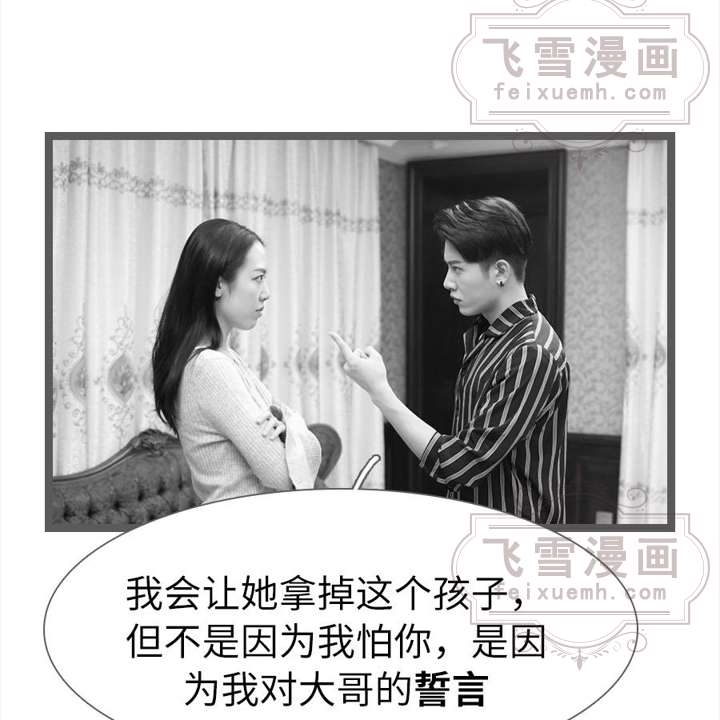 飞雪漫画
feixuemh.com
飞雪漫画
feixuemh.com
我会让她拿掉这个孩子，
但不是因为我怕你，是因
为我对大哥的誓言